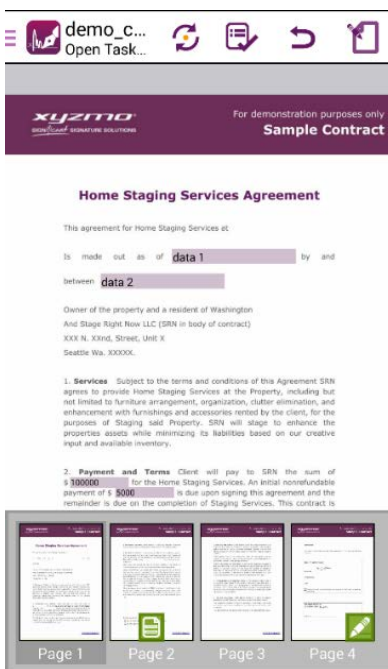 demo_c...
Open Task...
xyzmo
SIGNificant SIGNATURE SOLUTIONS
For demonstration purposes only
Sample Contract
Home Staging Services Agreement
This agreement for Home Staging Services at
Is made out as of data 1 by and
between data 2
Owner of the property and a resident of Washington
And Stage Right Now LLC (SRN in body of contract)
XXX N. XXnd, Street, Unit X
Seattle Wa. XXXXX.
1. Services Subject to the terms and conditions of this Agreement SRN
agrees to provide Home Staging Services at the Property, including but
not limited to furniture arrangement, organization, clutter elimination, and
enhancement with furnishings and accessories rented by the client, for the
purposes of Staging said Property. SRN will stage to enhance the
properties assets while minimizing its liabilities based on our creative
input and available inventory.
2. Payment and Terms Client will pay to SRN the sum of
$ 100000 for the Home Staging Services. An initial nonrefundable
payment of $ 5000 is due upon signing this agreement and the
remainder is due on the completion of Staging Services. This contract is
Page 1
Page 2
Page 3
Page 4